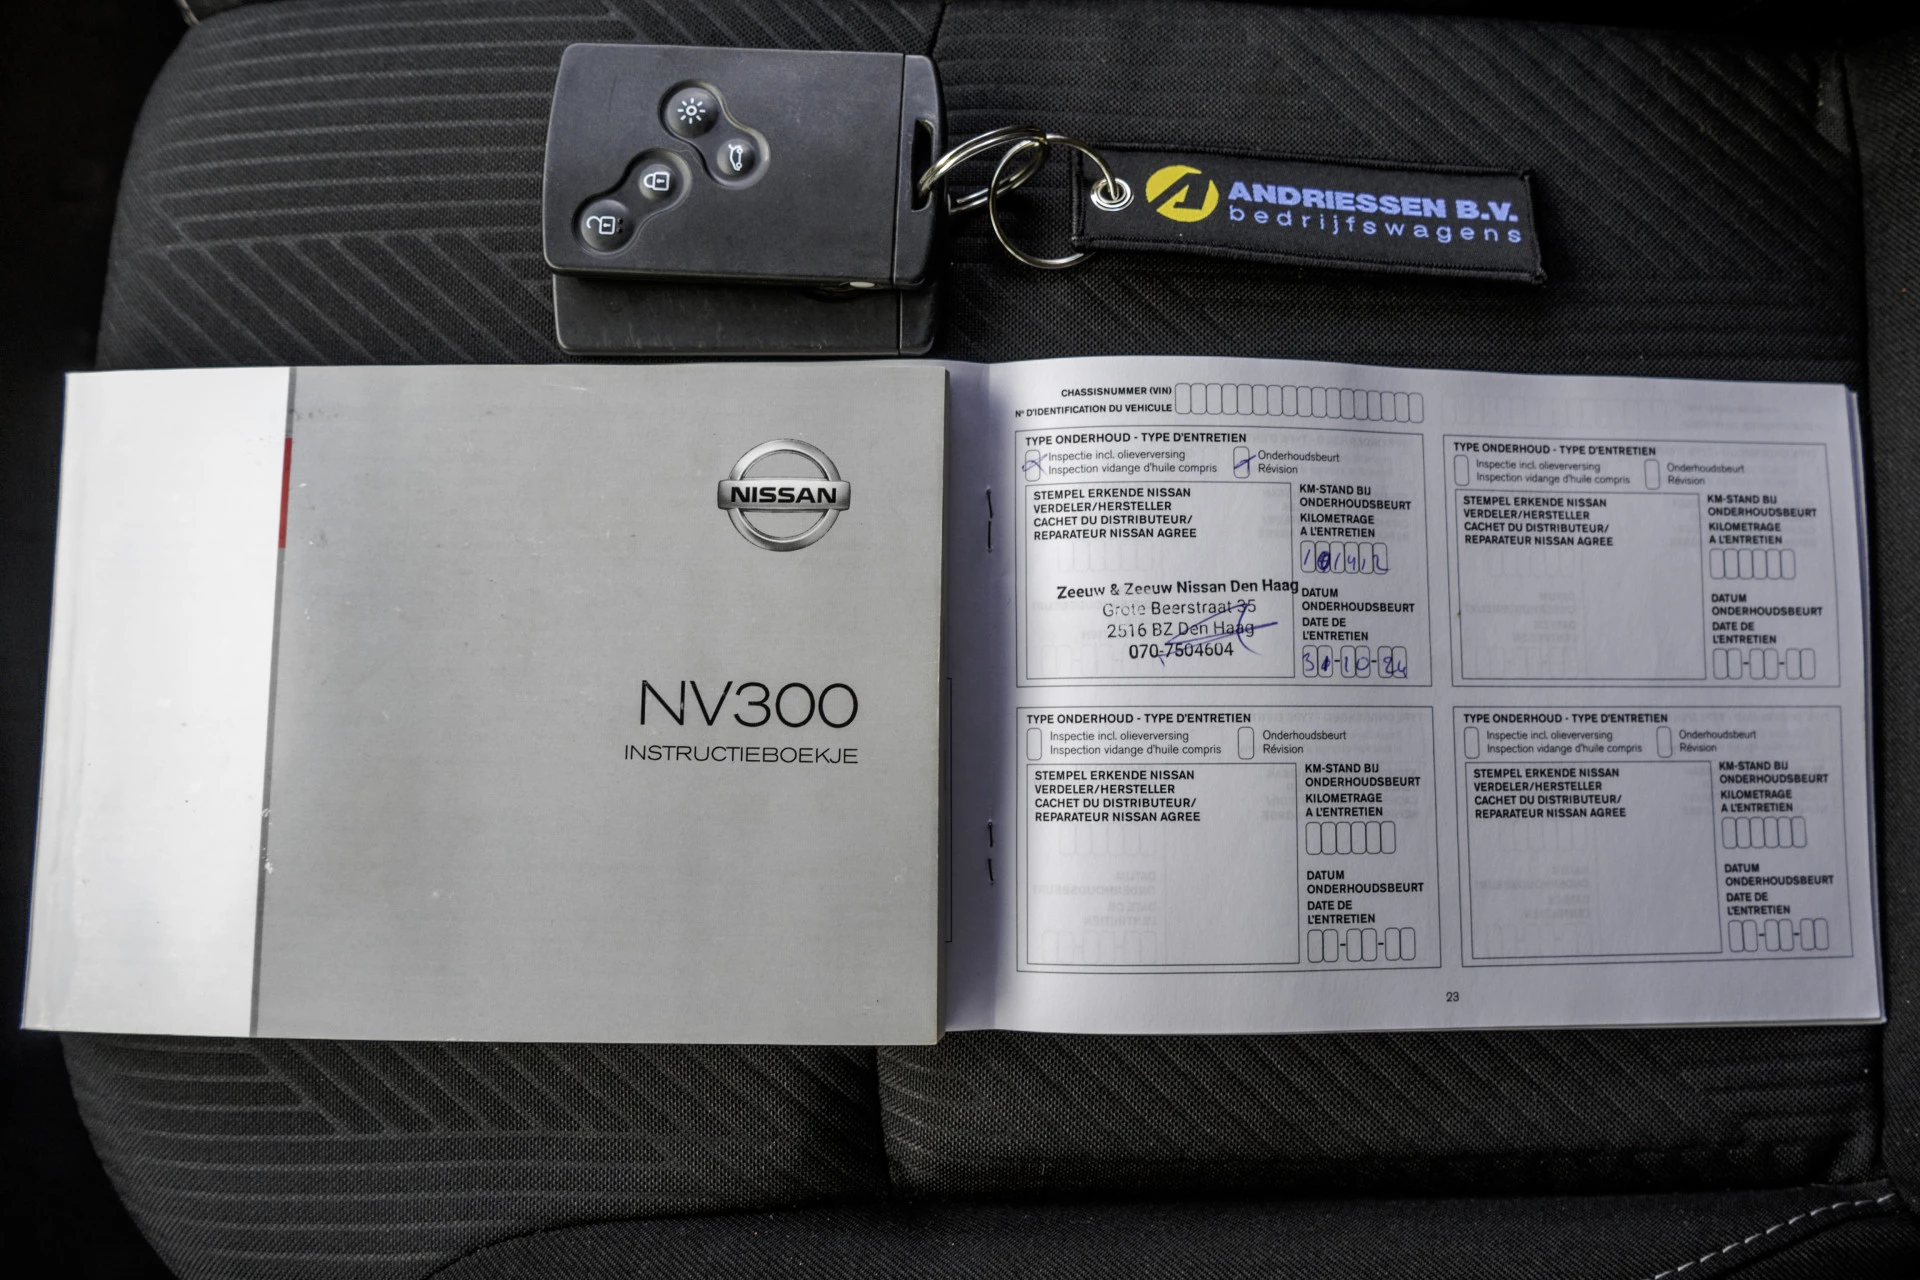 ANDRIESSEN B.V.
bedrijfswagens
NISSAN
NV300
INSTRUCTIEBOEKJE
CHASSISNUMMER (VIN)
N° D'IDENTIFICATION DU VEHICULE
TYPE ONDERHOUD - TYPE D'ENTRETIEN
Inspectie incl. olieverversing
Inspection vidange d'huile compris
Onderhoudsbeurt
Révision
STEMPEL ERKENDE NISSAN
VERDELER/HERSTELLER
CACHET DU DISTRIBUTEUR/
REPARATEUR NISSAN AGREE
KM-STAND BIJ
ONDERHOUDSBEURT
KILOMETRAGE
A L'ENTRETIEN
Zeeuw & Zeeuw Nissan Den Haag
Grote Beerstraat 35
2516 BZ Den Haag
070-7504604
DATUM
ONDERHOUDSBEURT
DATE DE
L'ENTRETIEN
31-10-24
TYPE ONDERHOUD - TYPE D'ENTRETIEN
Inspectie incl. olieverversing
Inspection vidange d'huile compris
Onderhoudsbeurt
Révision
STEMPEL ERKENDE NISSAN
VERDELER/HERSTELLER
CACHET DU DISTRIBUTEUR/
REPARATEUR NISSAN AGREE
KM-STAND BIJ
ONDERHOUDSBEURT
KILOMETRAGE
A L'ENTRETIEN
DATUM
ONDERHOUDSBEURT
DATE DE
L'ENTRETIEN
TYPE ONDERHOUD - TYPE D'ENTRETIEN
Inspectie incl. olieverversing
Inspection vidange d'huile compris
Onderhoudsbeurt
Révision
STEMPEL ERKENDE NISSAN
VERDELER/HERSTELLER
CACHET DU DISTRIBUTEUR/
REPARATEUR NISSAN AGREE
KM-STAND BIJ
ONDERHOUDSBEURT
KILOMETRAGE
A L'ENTRETIEN
DATUM
ONDERHOUDSBEURT
DATE DE
L'ENTRETIEN
TYPE ONDERHOUD - TYPE D'ENTRETIEN
Inspectie incl. olieverversing
Inspection vidange d'huile compris
Onderhoudsbeurt
Révision
STEMPEL ERKENDE NISSAN
VERDELER/HERSTELLER
CACHET DU DISTRIBUTEUR/
REPARATEUR NISSAN AGREE
KM-STAND BIJ
ONDERHOUDSBEURT
KILOMETRAGE
A L'ENTRETIEN
DATUM
ONDERHOUDSBEURT
DATE DE
L'ENTRETIEN
23